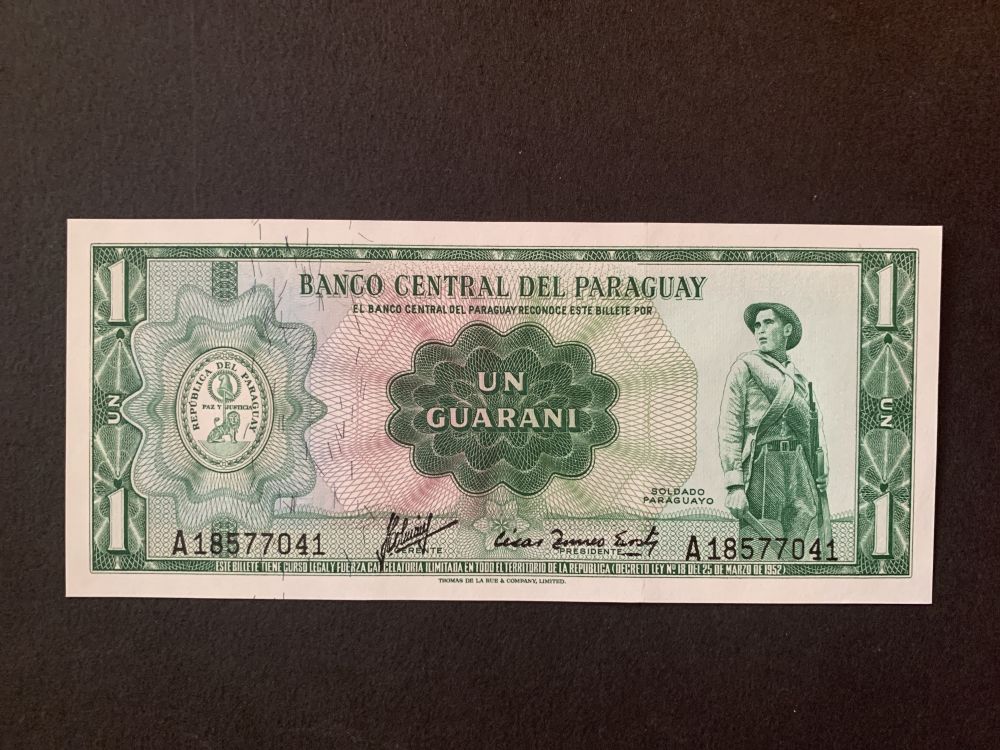 1
1
BANCO CENTRAL DEL PARAGUAY
EL BANCO CENTRAL DEL PARAGUAY RECONOCE ESTE BILLETE POR
REPÚBLICA DEL PARAGUAY
PAZ Y JUSTICIA
UN
GUARANI
UN
UN
SOLDADO
PARAGUAYO
1
1
A18577041
GERENTE
PRESIDENTE
A18577041
ESTE BILLETE TIENE CURSO LEGAL Y FUERZA CANCELATORIA ILIMITADA EN TODO EL TERRITORIO DE LA REPUBLICA (DECRETO LEY Nº 18 DEL 25 DE MARZO DE 1952)
THOMAS DE LA RUE & COMPANY, LIMITED.